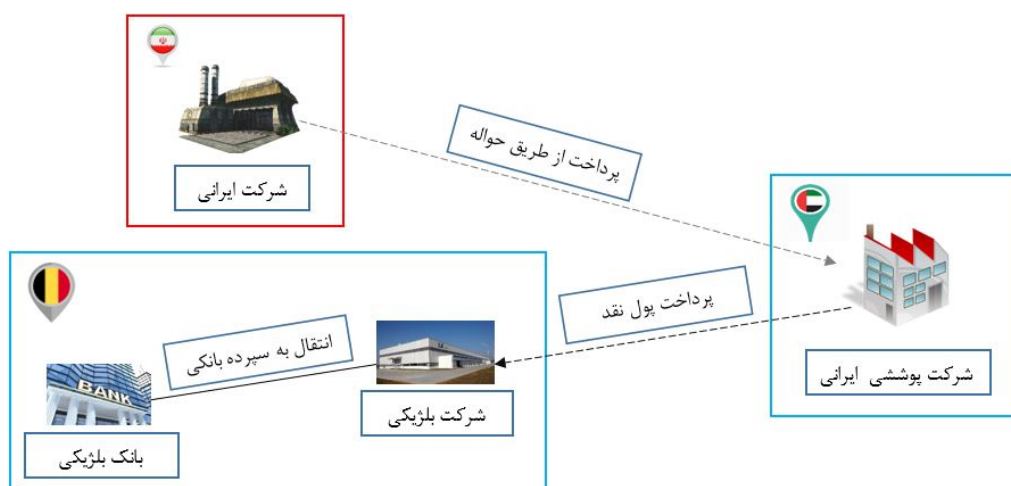 شرکت ایرانی
پرداخت از طریق حواله
شرکت پوششی ایرانی
پرداخت پول نقد
شرکت بلژیکی
انتقال به سپرده بانکی
BANK
بانک بلژیکی